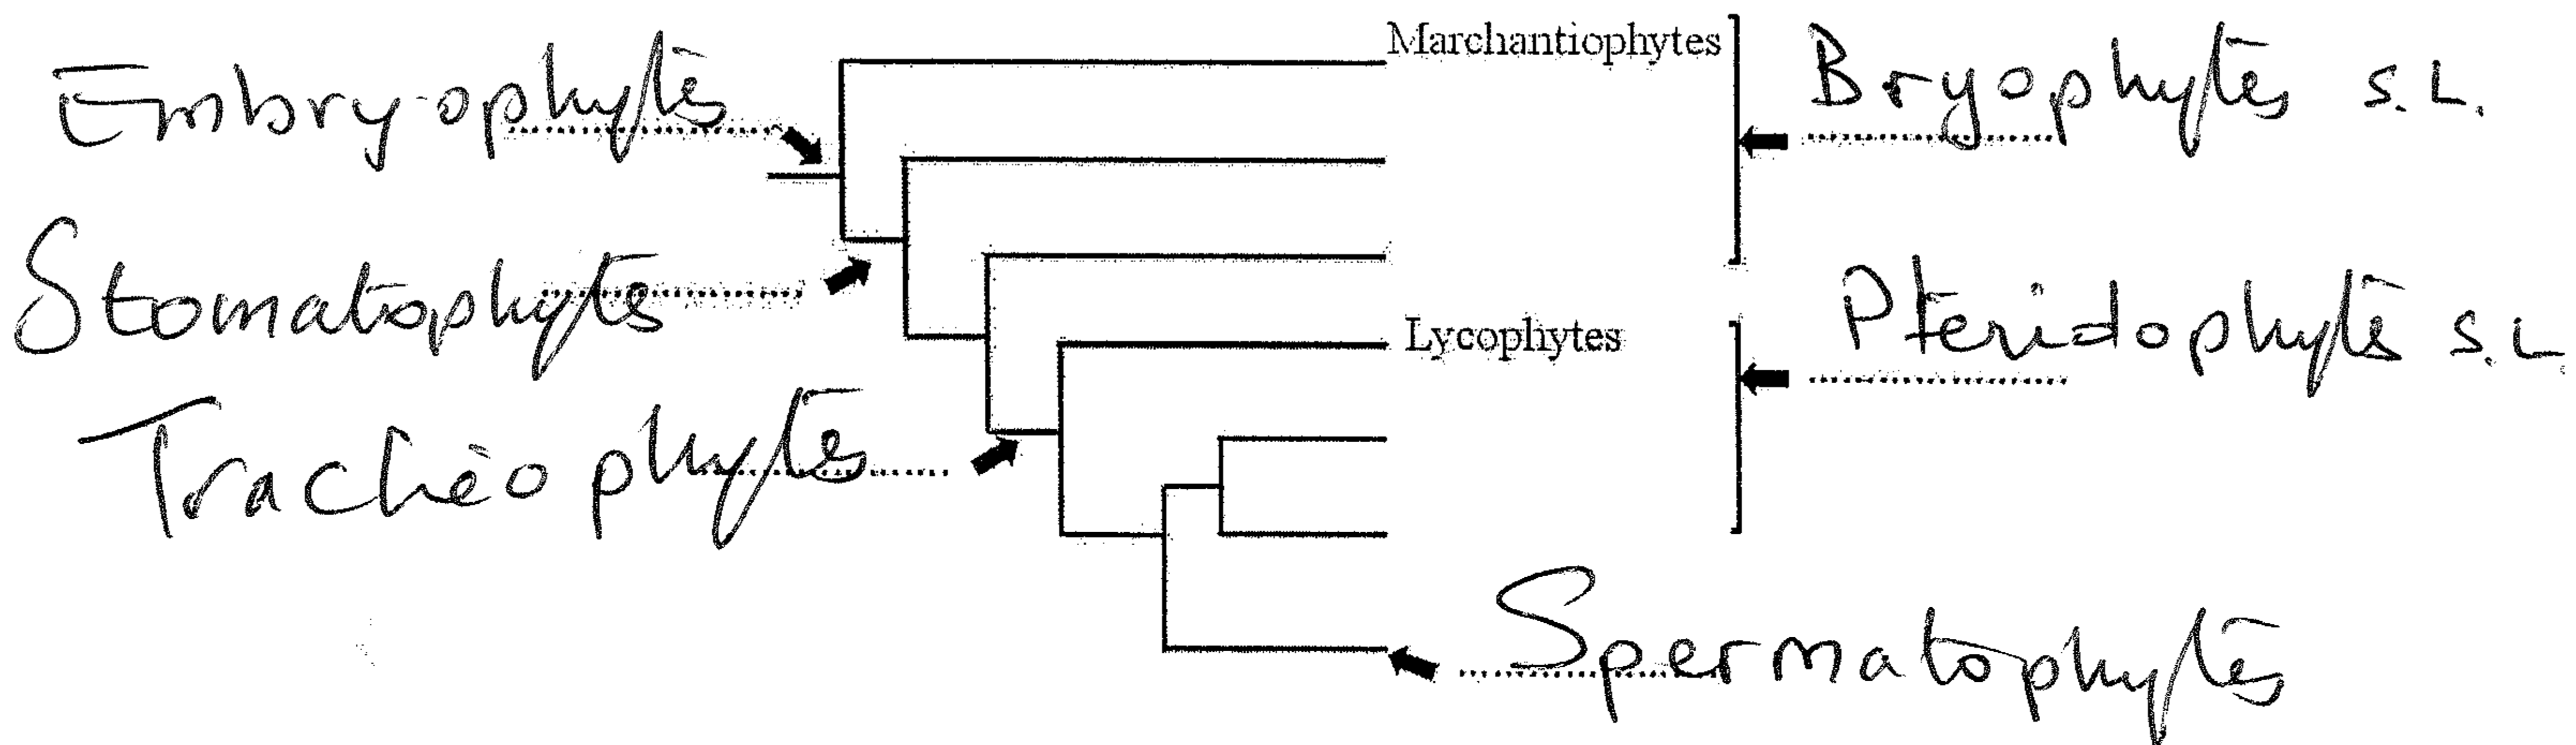 Marchantiophytes
Embryophytes
Bryophytes s.L.
Stomatophytes
Lycophytes
Pteridophytes s.L.
Trachéophytes
Spermatophytes